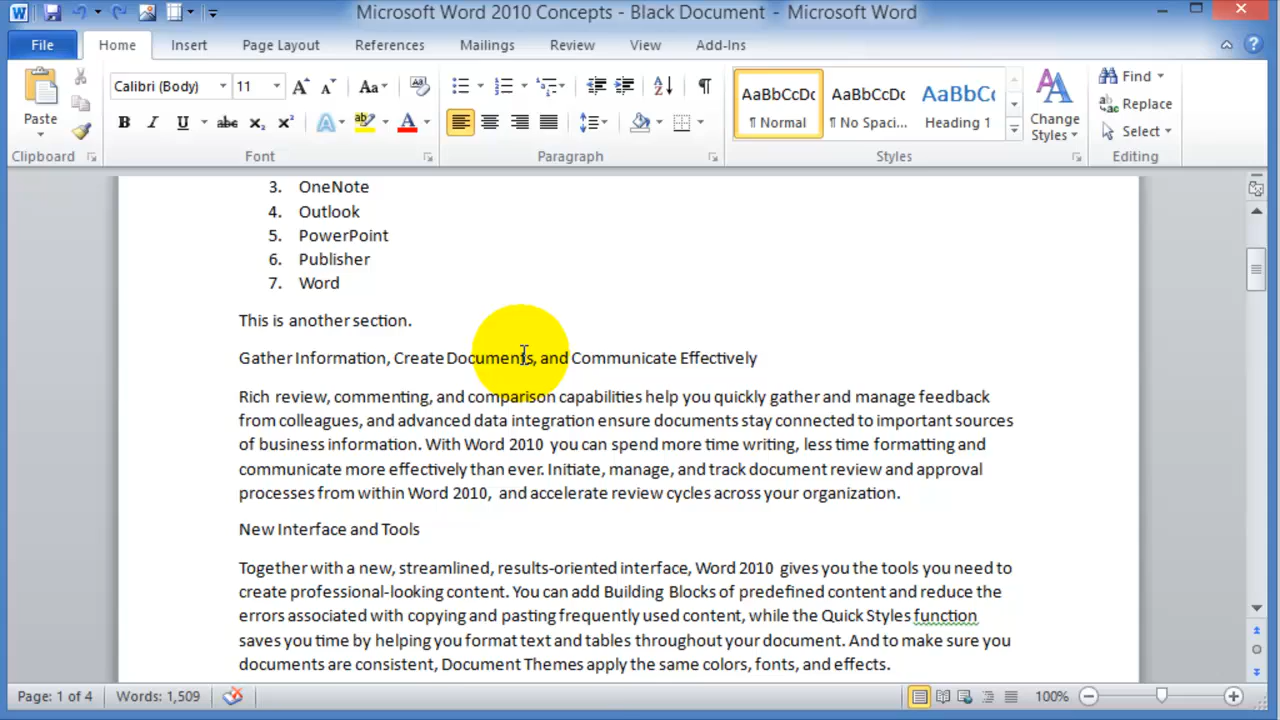 Microsoft Word 2010 Concepts - Black Document - Microsoft Word
File Home Insert Page Layout References Mailings Review View Add-Ins
Calibri (Body) 11 Aa AaBbCcDc AaBbCcDc AaBbCc Find
Paste Replace
B I U abc x₂ x² A ab A ¶ Normal ¶ No Spaci... Heading 1 Change Styles Select
Clipboard Font Paragraph Styles Editing
3. OneNote
4. Outlook
5. PowerPoint
6. Publisher
7. Word
This is another section.
Gather Information, Create Documents, and Communicate Effectively
Rich review, commenting, and comparison capabilities help you quickly gather and manage feedback
from colleagues, and advanced data integration ensure documents stay connected to important sources
of business information. With Word 2010 you can spend more time writing, less time formatting and
communicate more effectively than ever. Initiate, manage, and track document review and approval
processes from within Word 2010, and accelerate review cycles across your organization.
New Interface and Tools
Together with a new, streamlined, results-oriented interface, Word 2010 gives you the tools you need to
create professional-looking content. You can add Building Blocks of predefined content and reduce the
errors associated with copying and pasting frequently used content, while the Quick Styles function
saves you time by helping you format text and tables throughout your document. And to make sure you
documents are consistent, Document Themes apply the same colors, fonts, and effects.
Page: 1 of 4 Words: 1,509 100%